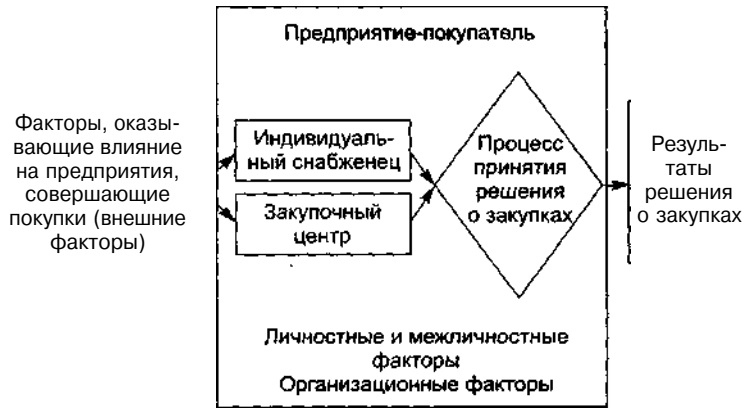 Предприятие-покупатель
Факторы, оказы-
вающие влияние
на предприятия,
совершающие
покупки (внешние
факторы)
Индивидуаль-
ный снабженец
Закупочный
центр
Процесс
принятия
решения
о закупках
Резуль-
таты
решения
о закупках
Личностные и межличностные
факторы
Организационные факторы